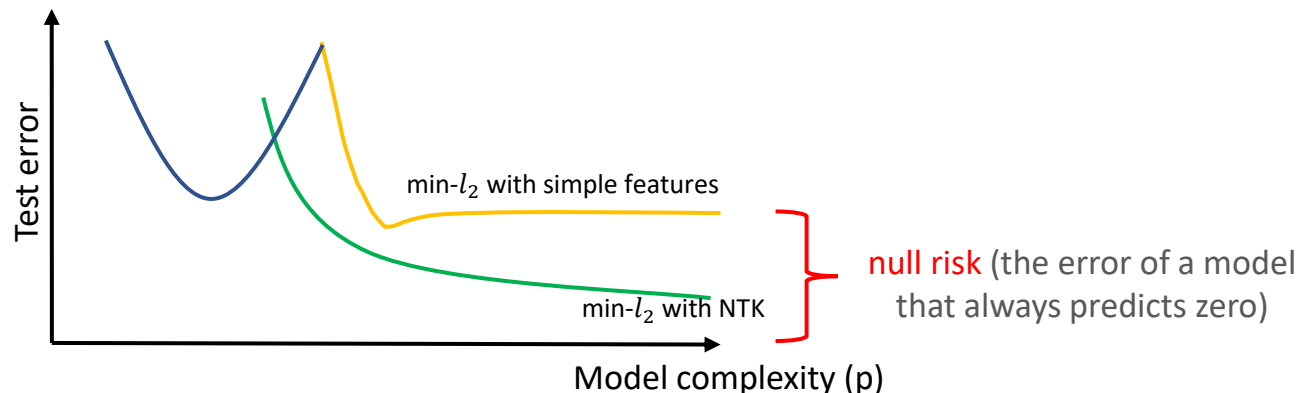 Test error
min-l₂ with simple features
min-l₂ with NTK
null risk (the error of a model
that always predicts zero)
Model complexity (p)